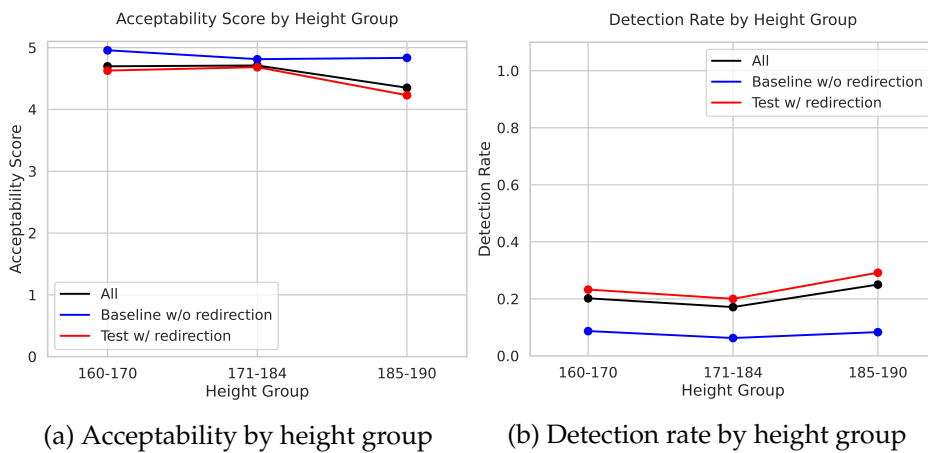 Acceptability Score by Height Group
5
4
3
2
1
0
Acceptability Score
All
Baseline w/o redirection
Test w/ redirection
160-170
171-184
185-190
Height Group
(a) Acceptability by height group
Detection Rate by Height Group
1.0
0.8
0.6
0.4
0.2
0.0
Detection Rate
All
Baseline w/o redirection
Test w/ redirection
160-170
171-184
185-190
Height Group
(b) Detection rate by height group